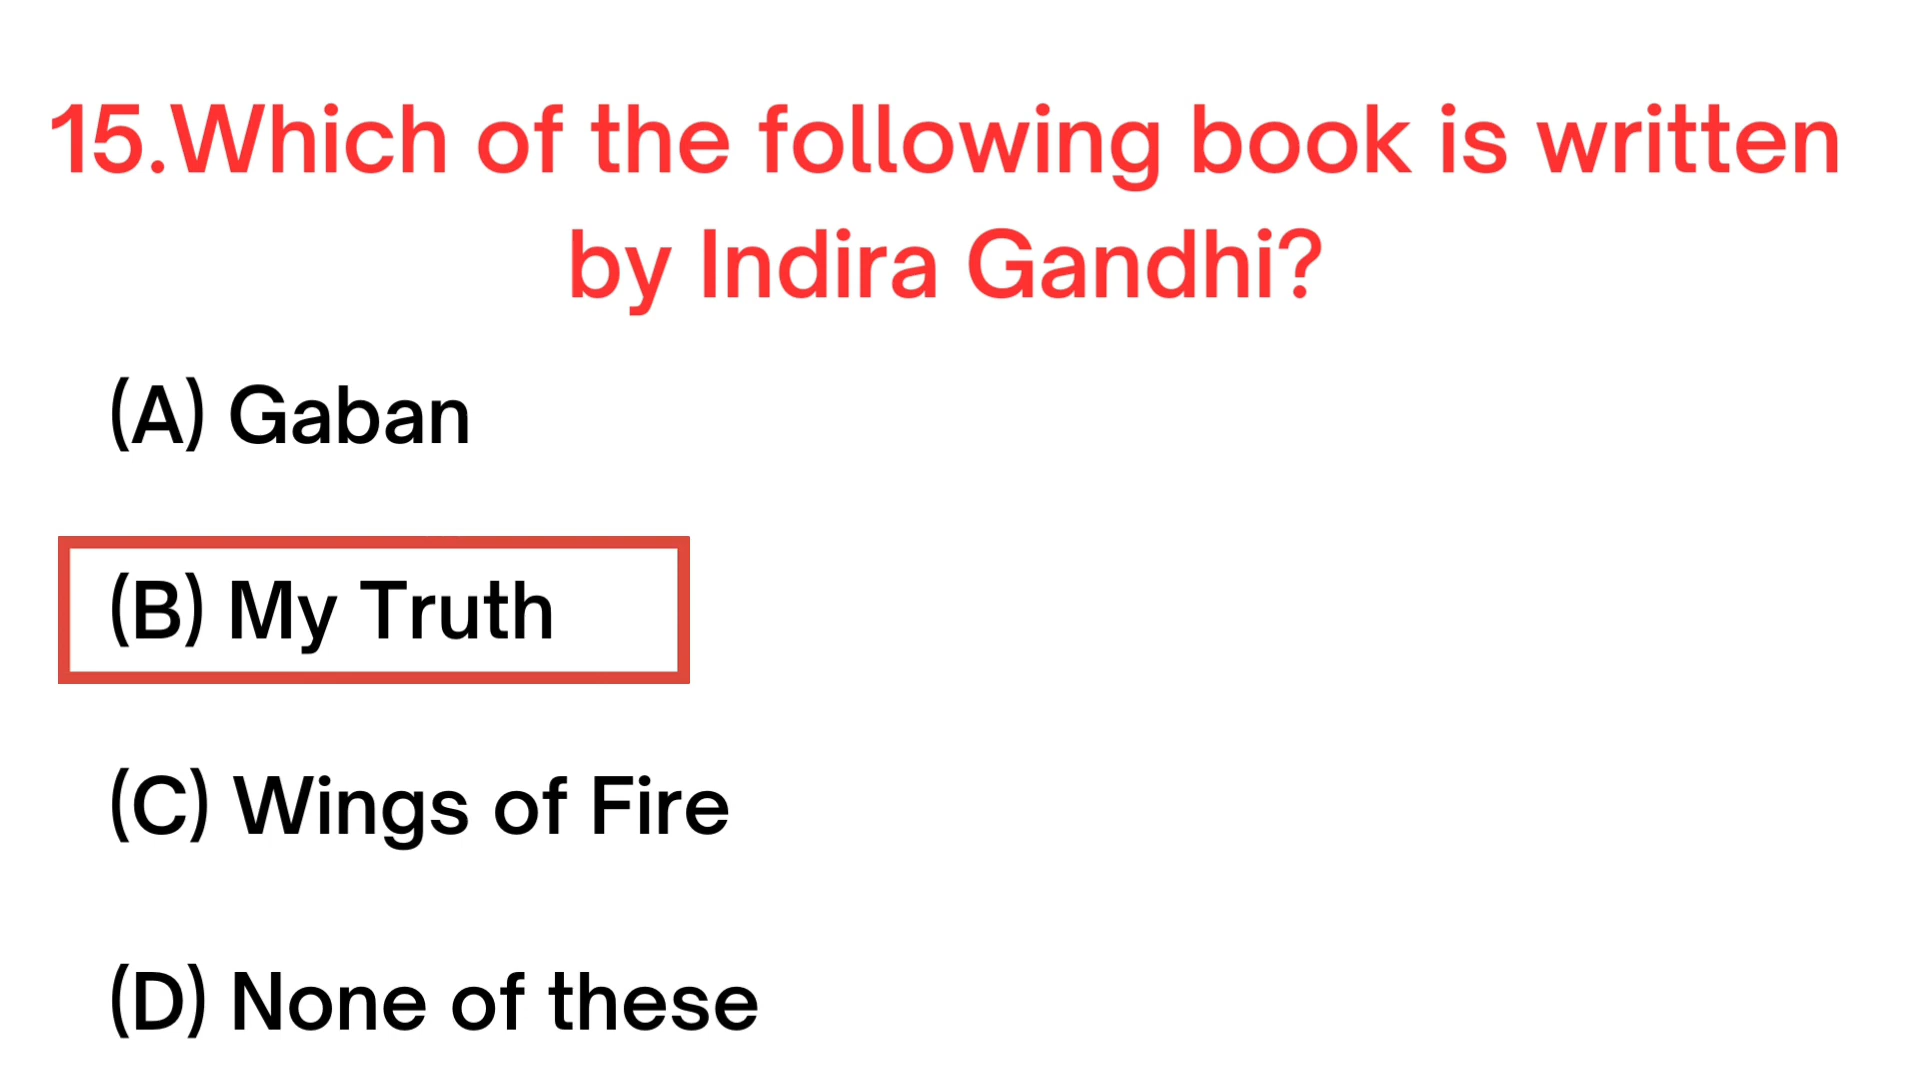 15.Which of the following book is written
by Indira Gandhi?
(A) Gaban
(B) My Truth
(C) Wings of Fire
(D) None of these